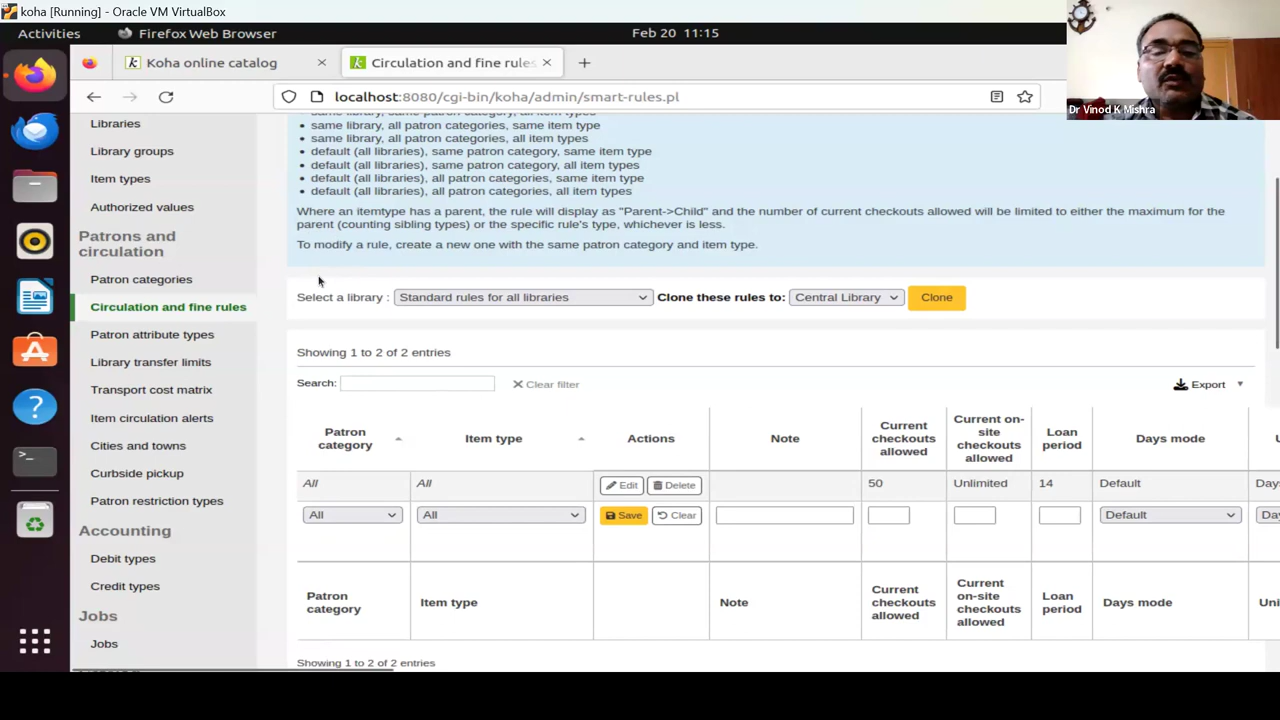 koha [Running] - Oracle VM VirtualBox
Activities
Firefox Web Browser
Feb 20 11:15
Koha online catalog
Circulation and fine rules
localhost:8080/cgi-bin/koha/admin/smart-rules.pl
Dr Vinod K Mishra
Libraries
Library groups
Item types
Authorized values
Patrons and
circulation
Patron categories
Circulation and fine rules
Patron attribute types
Library transfer limits
Transport cost matrix
Item circulation alerts
Cities and towns
Curbside pickup
Patron restriction types
Accounting
Debit types
Credit types
Jobs
Jobs
same library, all patron categories, same item type
same library, all patron categories, all item types
default (all libraries), same patron category, same item type
default (all libraries), same patron category, all item types
default (all libraries), all patron categories, same item type
default (all libraries), all patron categories, all item types
Where an itemtype has a parent, the rule will display as "Parent->Child" and the number of current checkouts allowed will be limited to either the maximum for the
parent (counting sibling types) or the specific rule's type, whichever is less.
To modify a rule, create a new one with the same patron category and item type.
Select a library : Standard rules for all libraries Clone these rules to: Central Library Clone
Showing 1 to 2 of 2 entries
Search: Clear filter Export
Patron category Item type Actions Note Current checkouts allowed Current on-site checkouts allowed Loan period Days mode
All All Edit Delete 50 Unlimited 14 Default Days
All All Save Clear Default
Patron category Item type Note Current checkouts allowed Current on-site checkouts allowed Loan period Days mode
Showing 1 to 2 of 2 entries